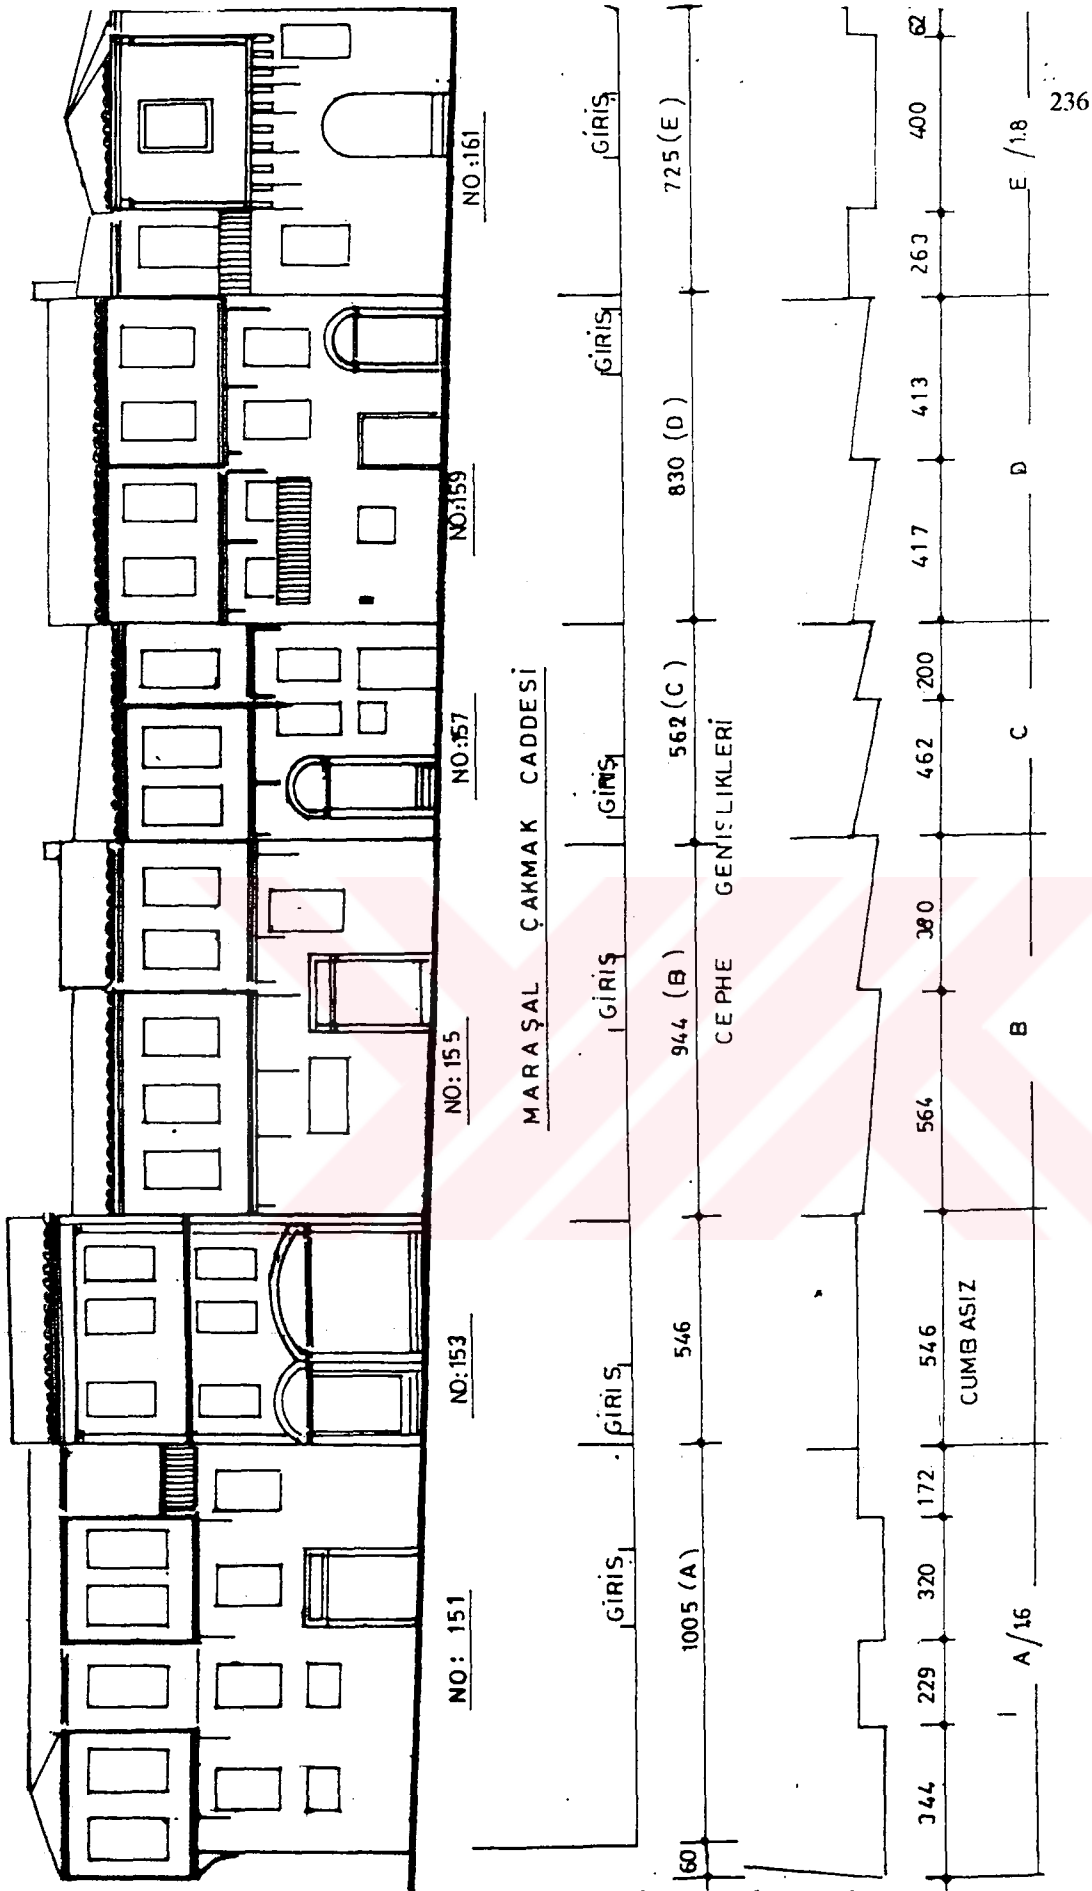 236
NO: 151
NO:153
NO: 155
NO:157
NO:159
NO:161
MARAŞAL ÇAKMAK CADDESİ
GİRİŞ
GİRİŞ
GİRİŞ
GİRİŞ
GİRİŞ
GİRİŞ
60
1005 (A)
546
944 (B)
562 (C)
830 (D)
725 (E)
CEPHE GENİŞLİKLERİ
344
229
320
172
546
564
380
462
200
417
413
263
400
62
CUMBASIZ
I A/16
B
C
D
E /18